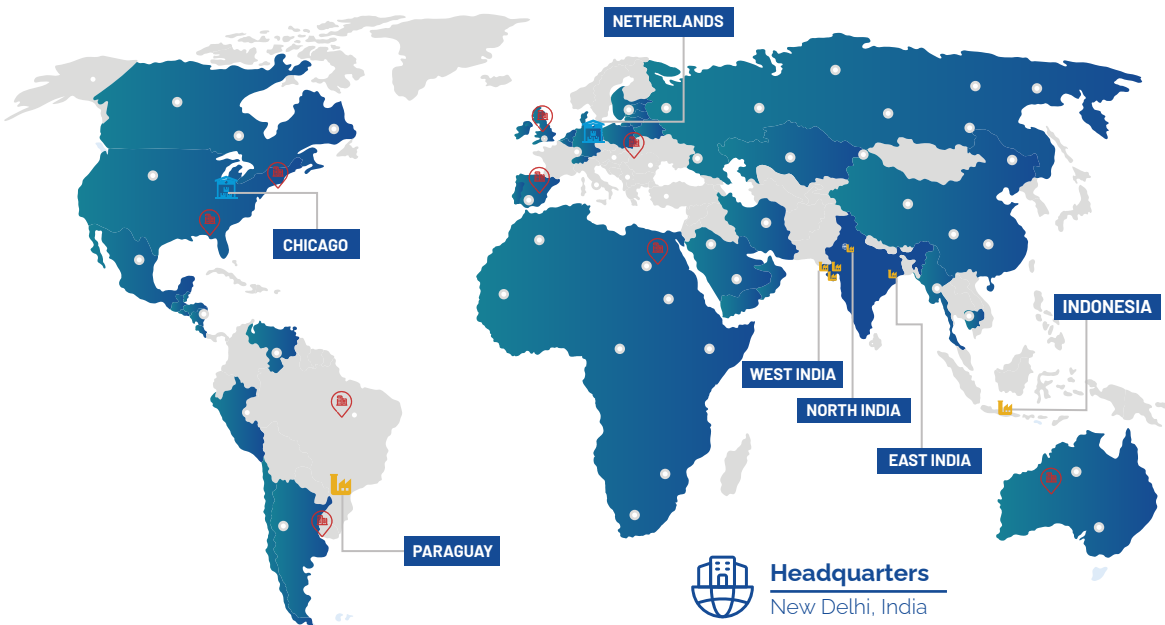 NETHERLANDS
CHICAGO
INDONESIA
WEST INDIA
NORTH INDIA
EAST INDIA
PARAGUAY
Headquarters
New Delhi, India